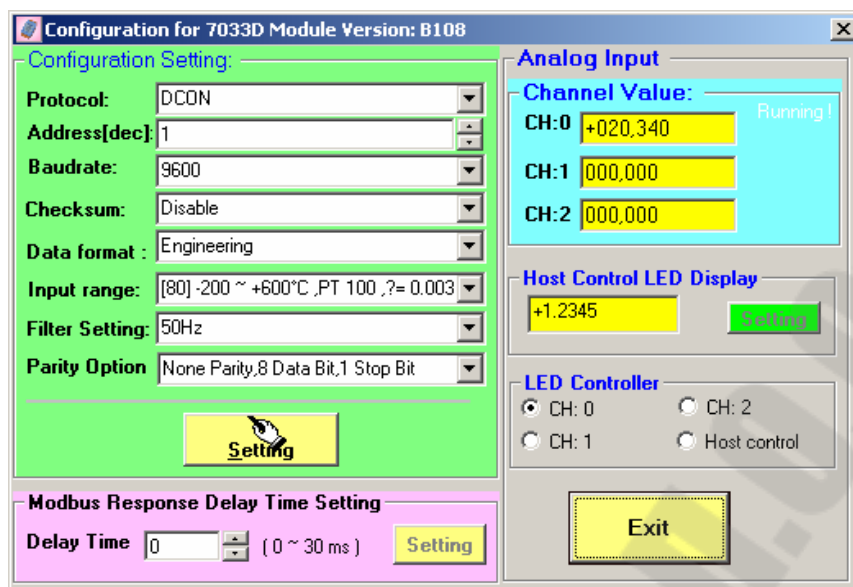 Configuration for 7033D Module Version: B108
Configuration Setting:
Protocol: DCON
Address[dec]: 1
Baudrate: 9600
Checksum: Disable
Data format : Engineering
Input range: [80] -200 ~ +600°C ,PT 100 ,?= 0.003
Filter Setting: 50Hz
Parity Option None Parity,8 Data Bit,1 Stop Bit
Setting
Modbus Response Delay Time Setting
Delay Time 0 ( 0 ~ 30 ms ) Setting
Analog Input
Channel Value:
Running !
CH:0 +020,340
CH:1 000,000
CH:2 000,000
Host Control LED Display
+1.2345 Setting
LED Controller
CH: 0 CH: 2
CH: 1 Host control
Exit